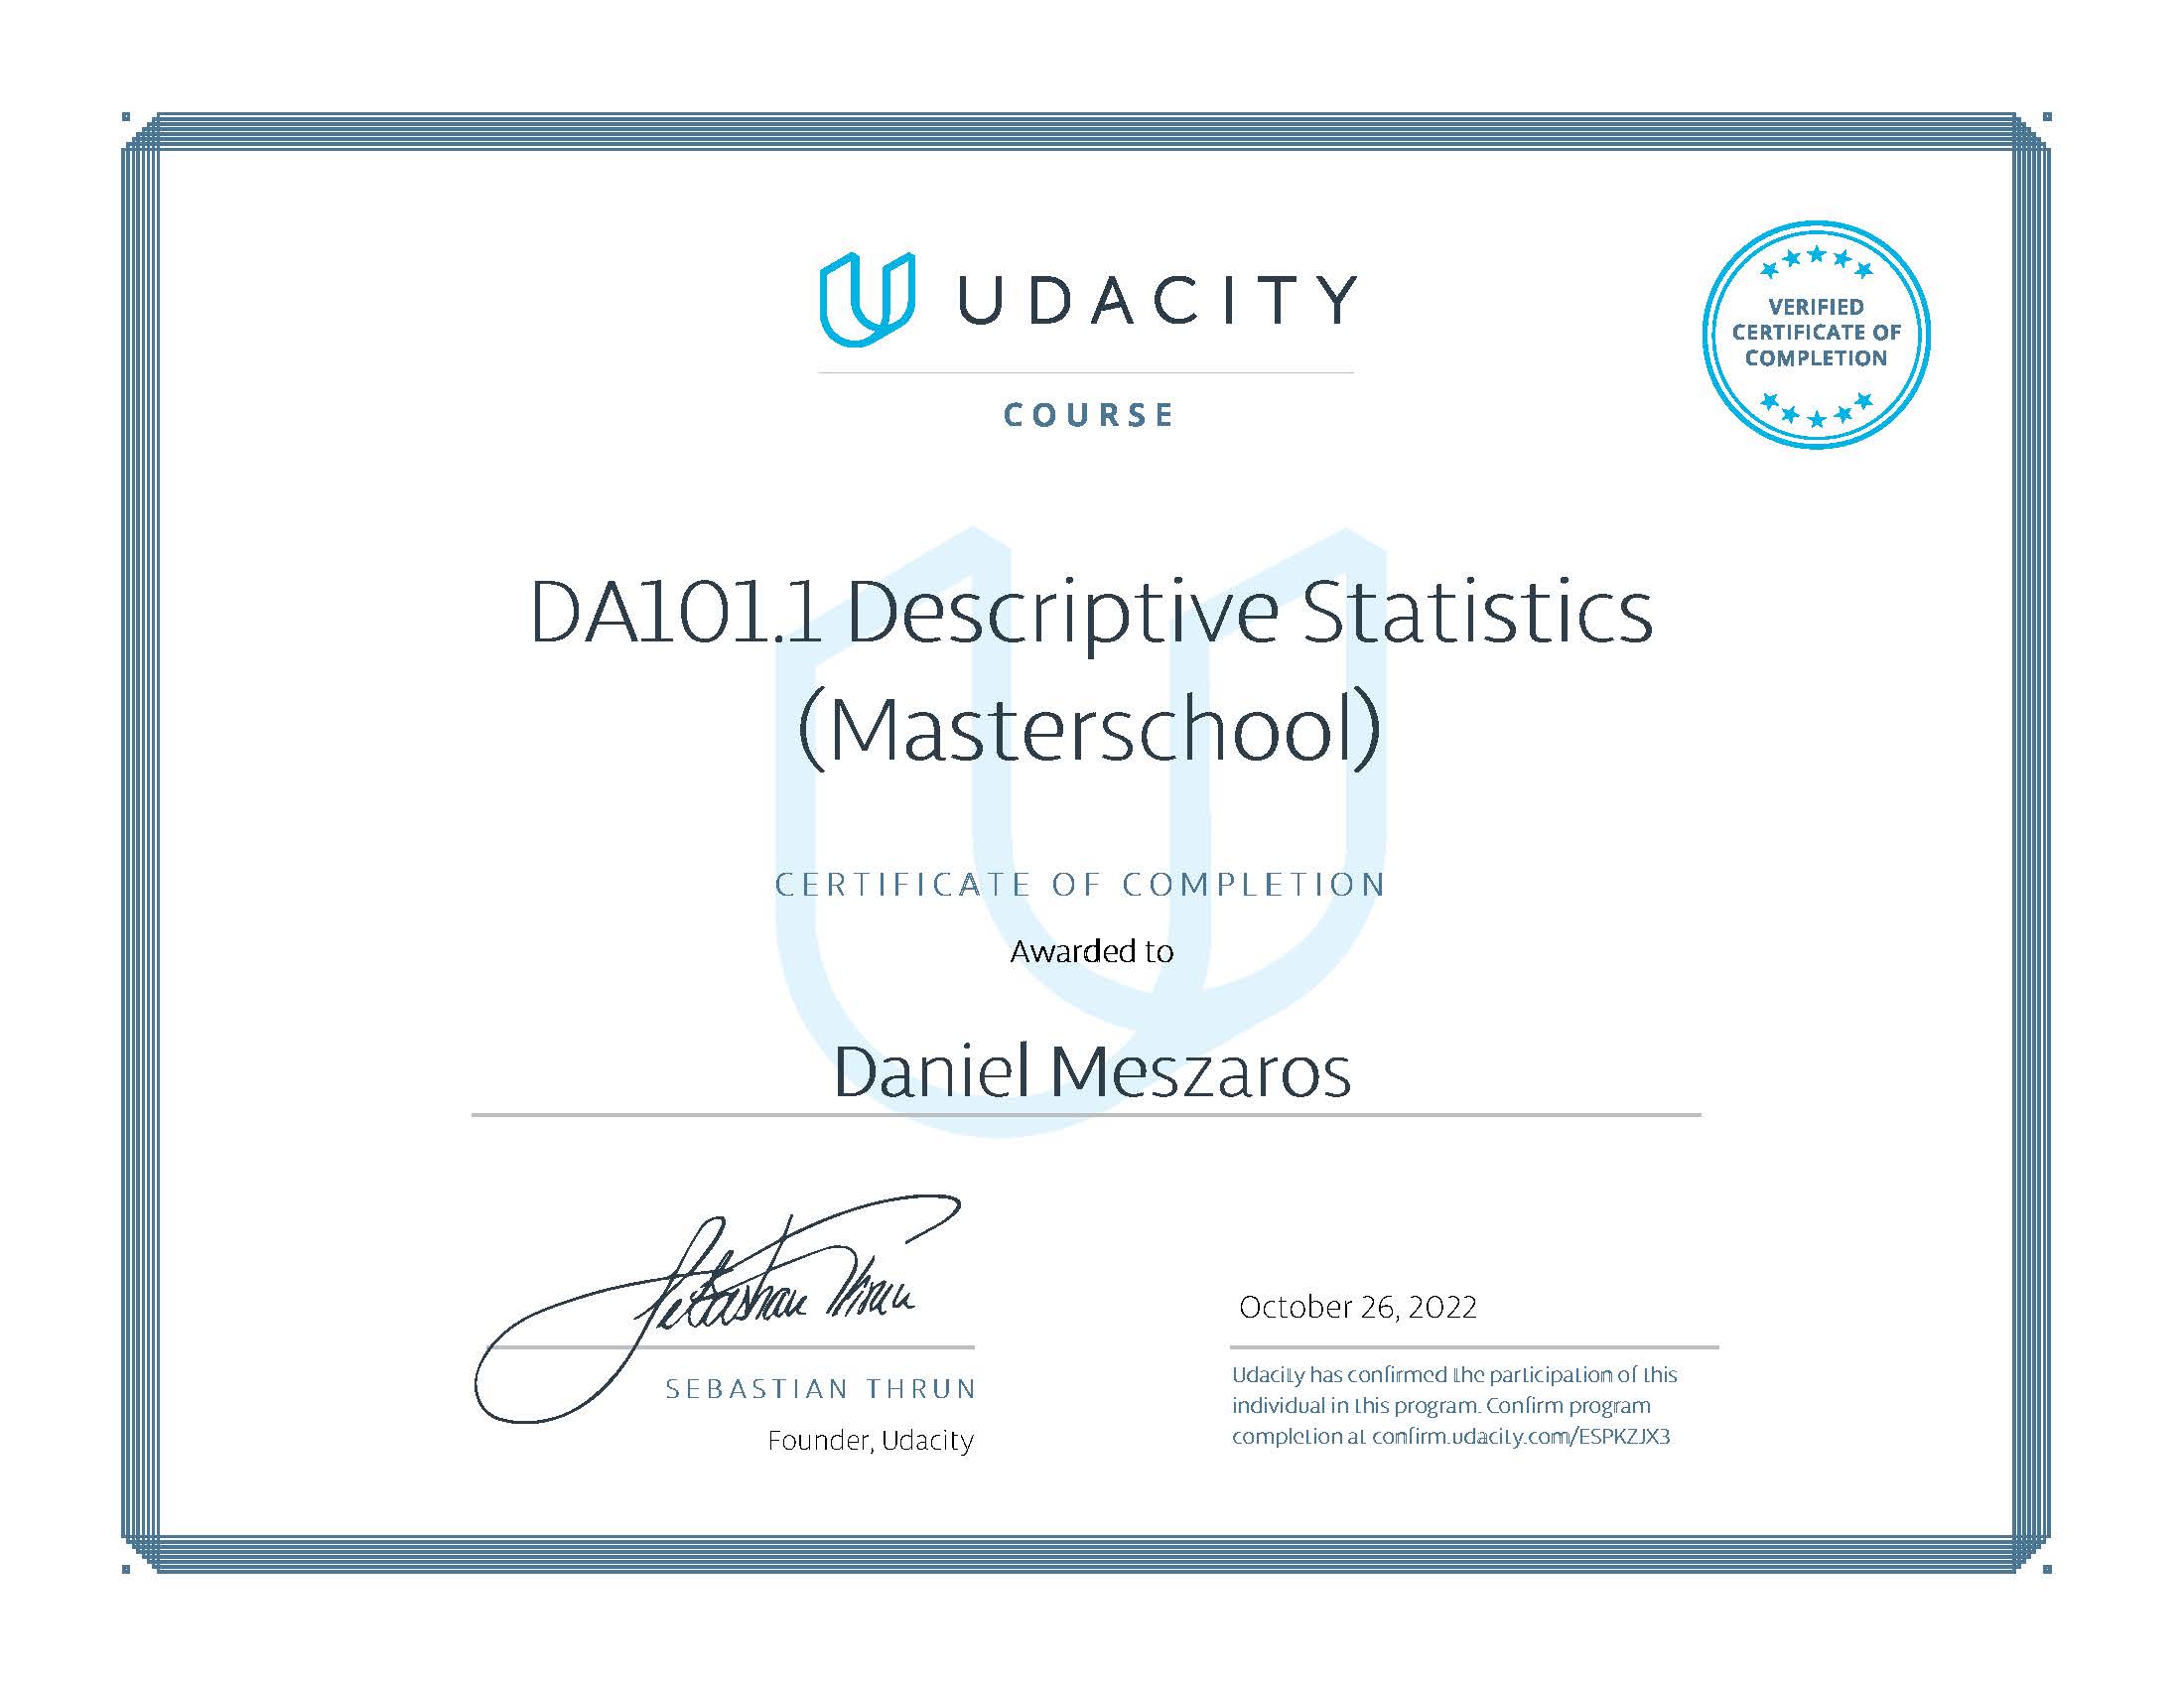 UDACITY
VERIFIED
CERTIFICATE OF
COMPLETION
COURSE
DA101.1 Descriptive Statistics
(Masterschool)
CERTIFICATE OF COMPLETION
Awarded to
Daniel Meszaros
Sebastian Thrun
SEBASTIAN THRUN
Founder, Udacity
October 26, 2022
Udacity has confirmed the participation of this
individual in this program. Confirm program
completion at confirm.udacity.com/ESPKZJX3